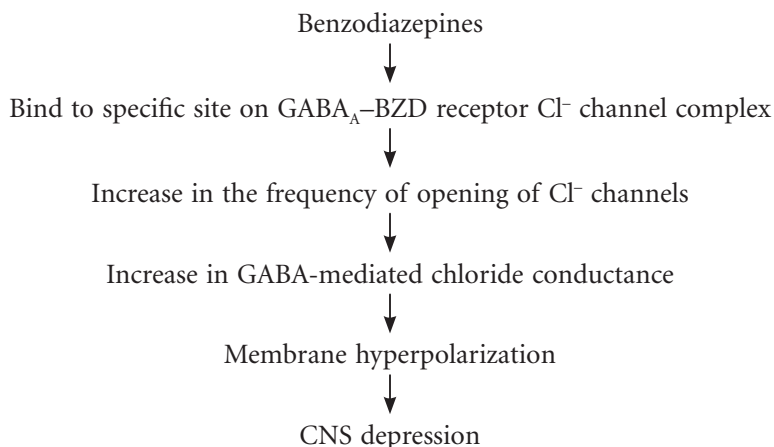 Benzodiazepines
Bind to specific site on GABA_A–BZD receptor Cl⁻ channel complex
Increase in the frequency of opening of Cl⁻ channels
Increase in GABA-mediated chloride conductance
Membrane hyperpolarization
CNS depression